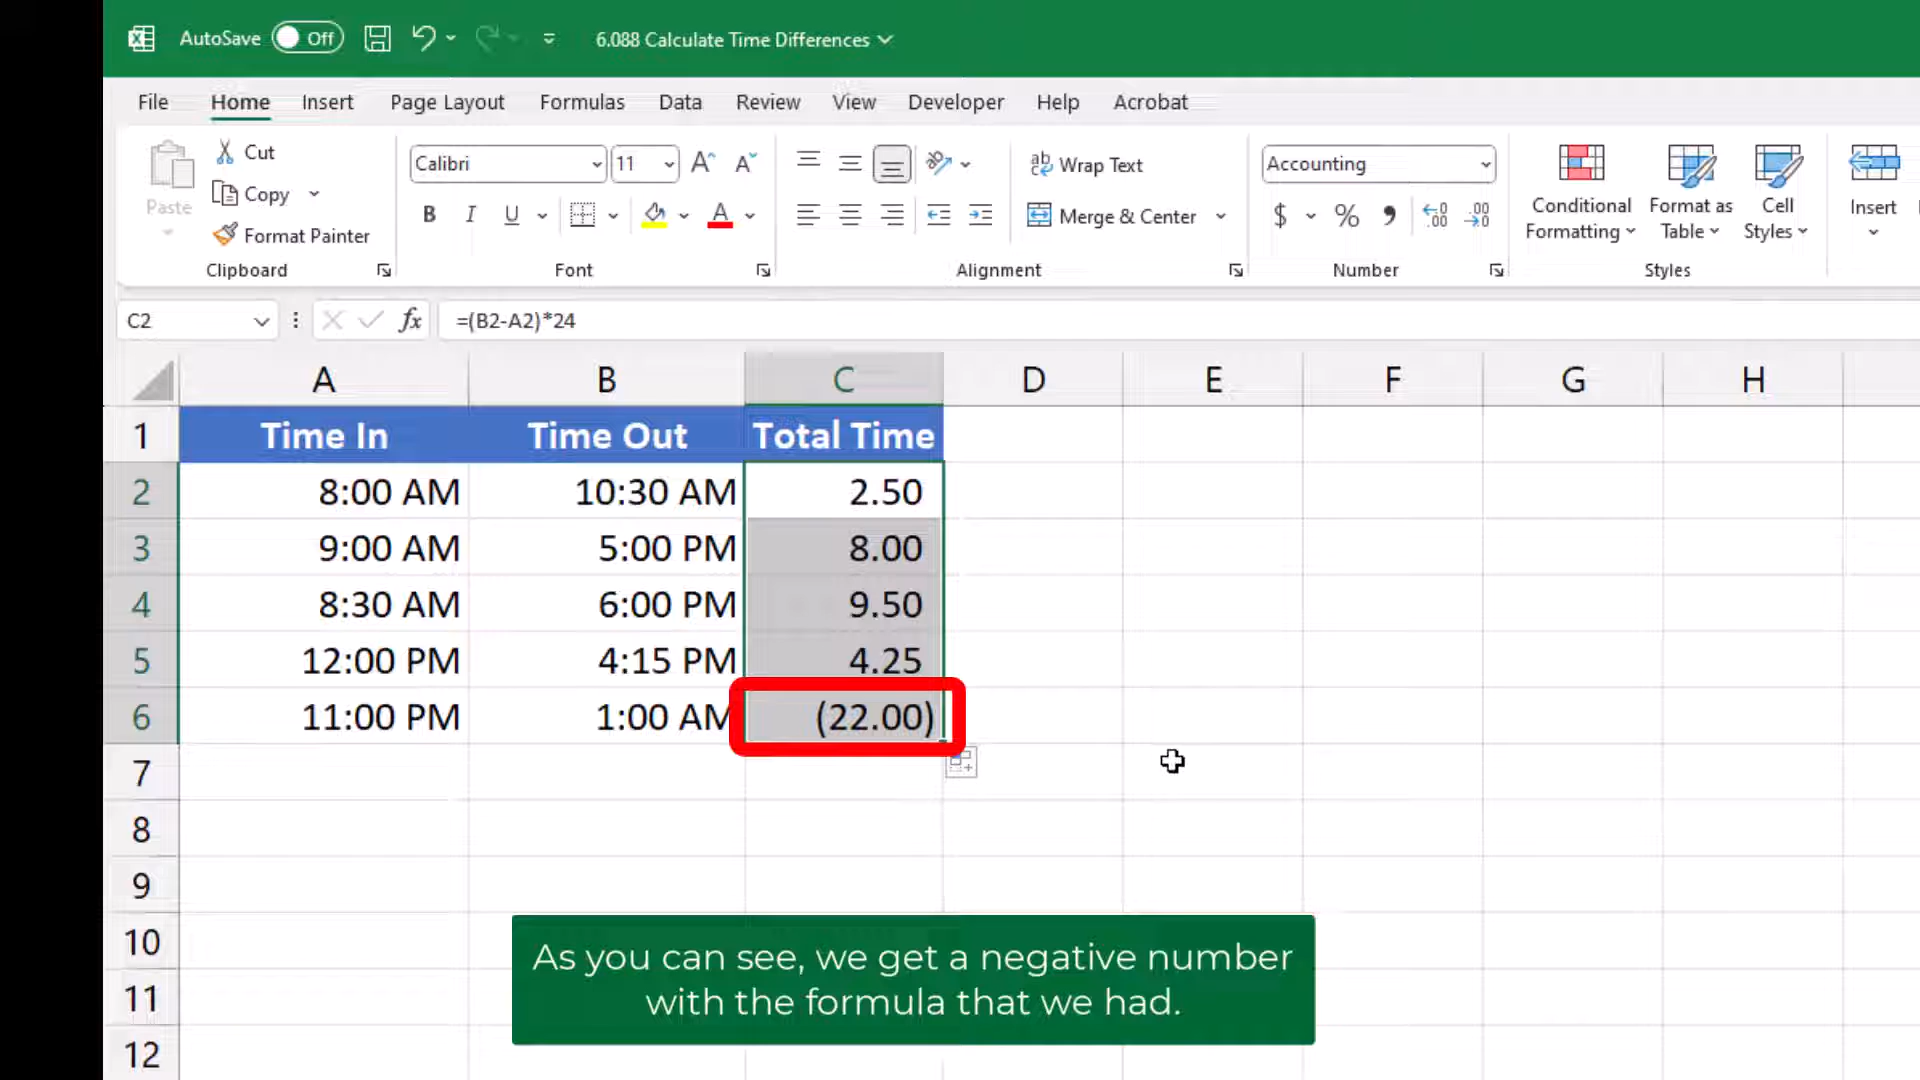 AutoSave Off 6.088 Calculate Time Differences
File Home Insert Page Layout Formulas Data Review View Developer Help Acrobat
Paste
Cut
Copy
Format Painter
Clipboard
Calibri 11
B I U A
Font
Wrap Text
Merge & Center
Alignment
Accounting
$ % 9
Number
Conditional Formatting
Format as Table
Cell Styles
Styles
Insert
C2 fx =(B2-A2)*24
A B C D E F G H
1 Time In Time Out Total Time
2 8:00 AM 10:30 AM 2.50
3 9:00 AM 5:00 PM 8.00
4 8:30 AM 6:00 PM 9.50
5 12:00 PM 4:15 PM 4.25
6 11:00 PM 1:00 AM (22.00)
7
8
9
10
11
12
As you can see, we get a negative number
with the formula that we had.